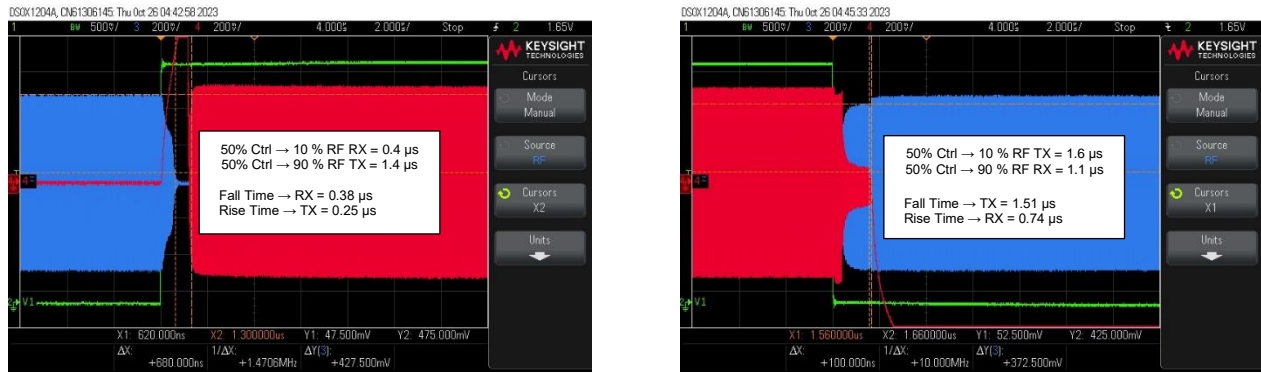 DSOX1204A, CN61306145: Thu Oct 26 04:42:58 2023
1 BW 500▽/ 3 200▽/ 4 200▽/ 4.000$ 2.000$/ Stop 2 1.65V
KEYSIGHT
TECHNOLOGIES
Cursors
Mode
Manual
Source
RF
Cursors
X2
Units
50% Ctrl → 10 % RF RX = 0.4 µs
50% Ctrl → 90 % RF TX = 1.4 µs
Fall Time → RX = 0.38 µs
Rise Time → TX = 0.25 µs
4
2 V1
X1: 620.000ns X2: 1.300000us Y1: 47.500mV Y2: 475.000mV
ΔX: 1/ΔX: ΔY(3):
+680.000ns +1.4706MHz +427.500mV
DSOX1204A, CN61306145: Thu Oct 26 04:45:33 2023
1 BW 500▽/ 3 200▽/ 4 200▽/ 4.000$ 2.000$/ Stop 2 1.65V
KEYSIGHT
TECHNOLOGIES
Cursors
Mode
Manual
Source
RF
Cursors
X1
Units
50% Ctrl → 10 % RF TX = 1.6 µs
50% Ctrl → 90 % RF RX = 1.1 µs
Fall Time → TX = 1.51 µs
Rise Time → RX = 0.74 µs
4
2 V1
X1: 1.560000us X2: 1.660000us Y1: 52.500mV Y2: 425.000mV
ΔX: 1/ΔX: ΔY(3):
+100.000ns +10.000MHz +372.500mV